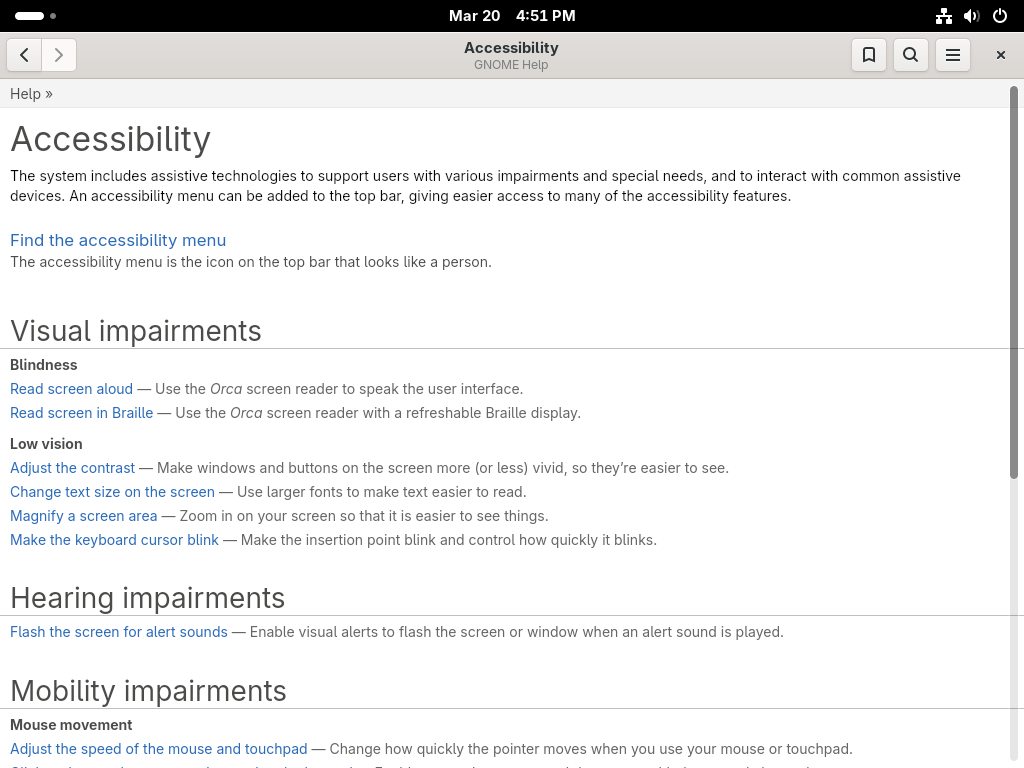 Mar 20 4:51 PM
Accessibility
GNOME Help
Help »
Accessibility
The system includes assistive technologies to support users with various impairments and special needs, and to interact with common assistive
devices. An accessibility menu can be added to the top bar, giving easier access to many of the accessibility features.
Find the accessibility menu
The accessibility menu is the icon on the top bar that looks like a person.
Visual impairments
Blindness
Read screen aloud — Use the Orca screen reader to speak the user interface.
Read screen in Braille — Use the Orca screen reader with a refreshable Braille display.
Low vision
Adjust the contrast — Make windows and buttons on the screen more (or less) vivid, so they’re easier to see.
Change text size on the screen — Use larger fonts to make text easier to read.
Magnify a screen area — Zoom in on your screen so that it is easier to see things.
Make the keyboard cursor blink — Make the insertion point blink and control how quickly it blinks.
Hearing impairments
Flash the screen for alert sounds — Enable visual alerts to flash the screen or window when an alert sound is played.
Mobility impairments
Mouse movement
Adjust the speed of the mouse and touchpad — Change how quickly the pointer moves when you use your mouse or touchpad.